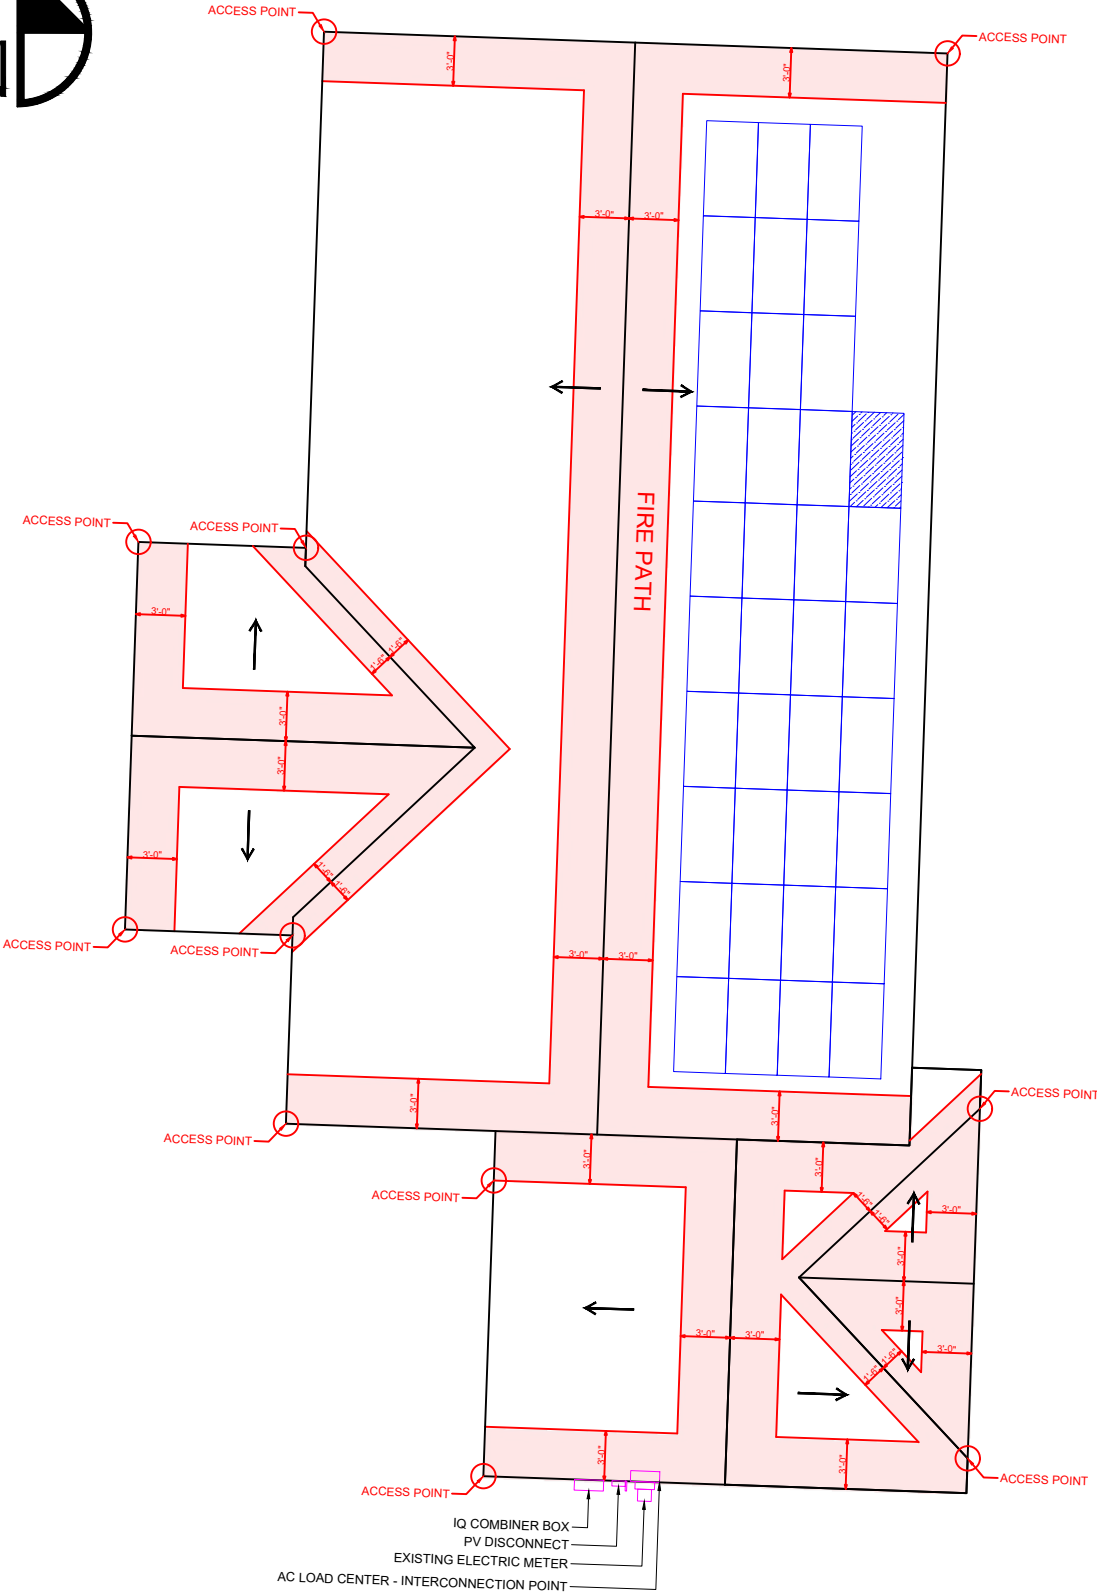 ACCESS POINT
ACCESS POINT
3'-0"
3'-0"
3'-0"
3'-0"
FIRE PATH
ACCESS POINT
ACCESS POINT
3'-0"
1'-6"
1'-6"
3'-0"
3'-0"
3'-0"
1'-6"
1'-6"
ACCESS POINT
ACCESS POINT
3'-0"
3'-0"
3'-0"
3'-0"
ACCESS POINT
ACCESS POINT
3'-0"
3'-0"
ACCESS POINT
1'-6"
1'-6"
3'-0"
3'-0"
3'-0"
3'-0"
3'-0"
3'-0"
1'-6"
1'-6"
3'-0"
3'-0"
ACCESS POINT
ACCESS POINT
IQ COMBINER BOX
PV DISCONNECT
EXISTING ELECTRIC METER
AC LOAD CENTER - INTERCONNECTION POINT